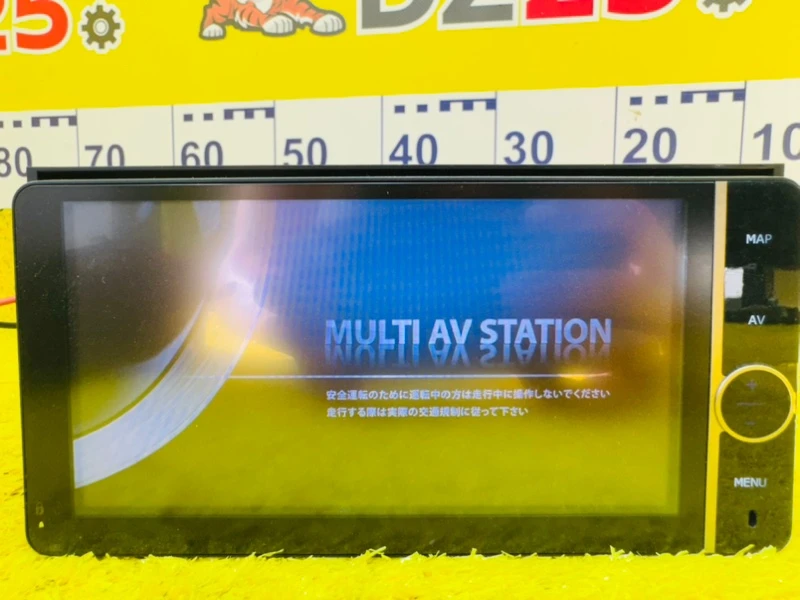 25 DZ25
80 70 60 50 40 30 20 10
MAP
AV
MULTI AV STATION
安全運転のために運転中の方は走行中に操作しないでください
走行する際は実際の交通規制に従って下さい
MENU